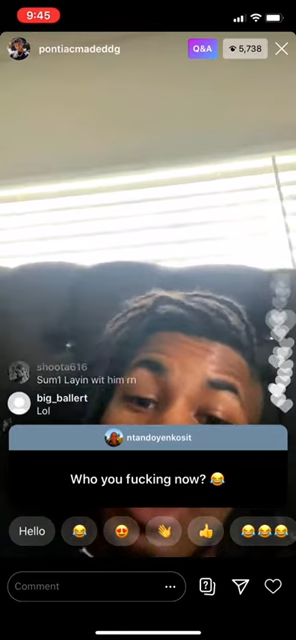 9:45
pontiacmadeddg
Q&A
5,738
shoota616
Sum1 Layin wit him rn
big_ballert
Lol
ntandoyenkosit
Who you fucking now? 😂
Hello 😂 😍 👋 👍 😂😂😂
Comment